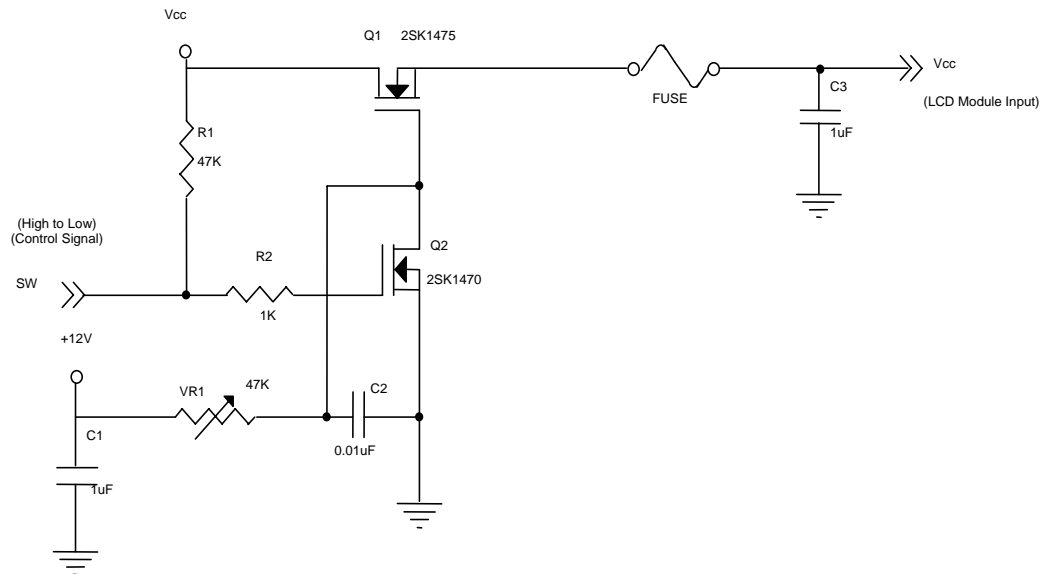 Vcc
Q1 2SK1475
Vcc
FUSE
C3
(LCD Module Input)
R1
1uF
47K
(High to Low)
(Control Signal)
Q2
R2
SW
2SK1470
1K
+12V
VR1
47K
C2
C1
0.01uF
1uF